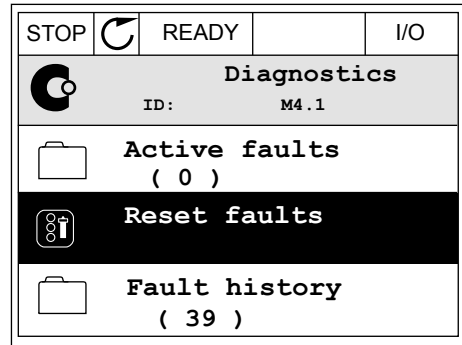 STOP READY I/O
Diagnostics
ID: M4.1
Active faults
( 0 )
Reset faults
Fault history
( 39 )